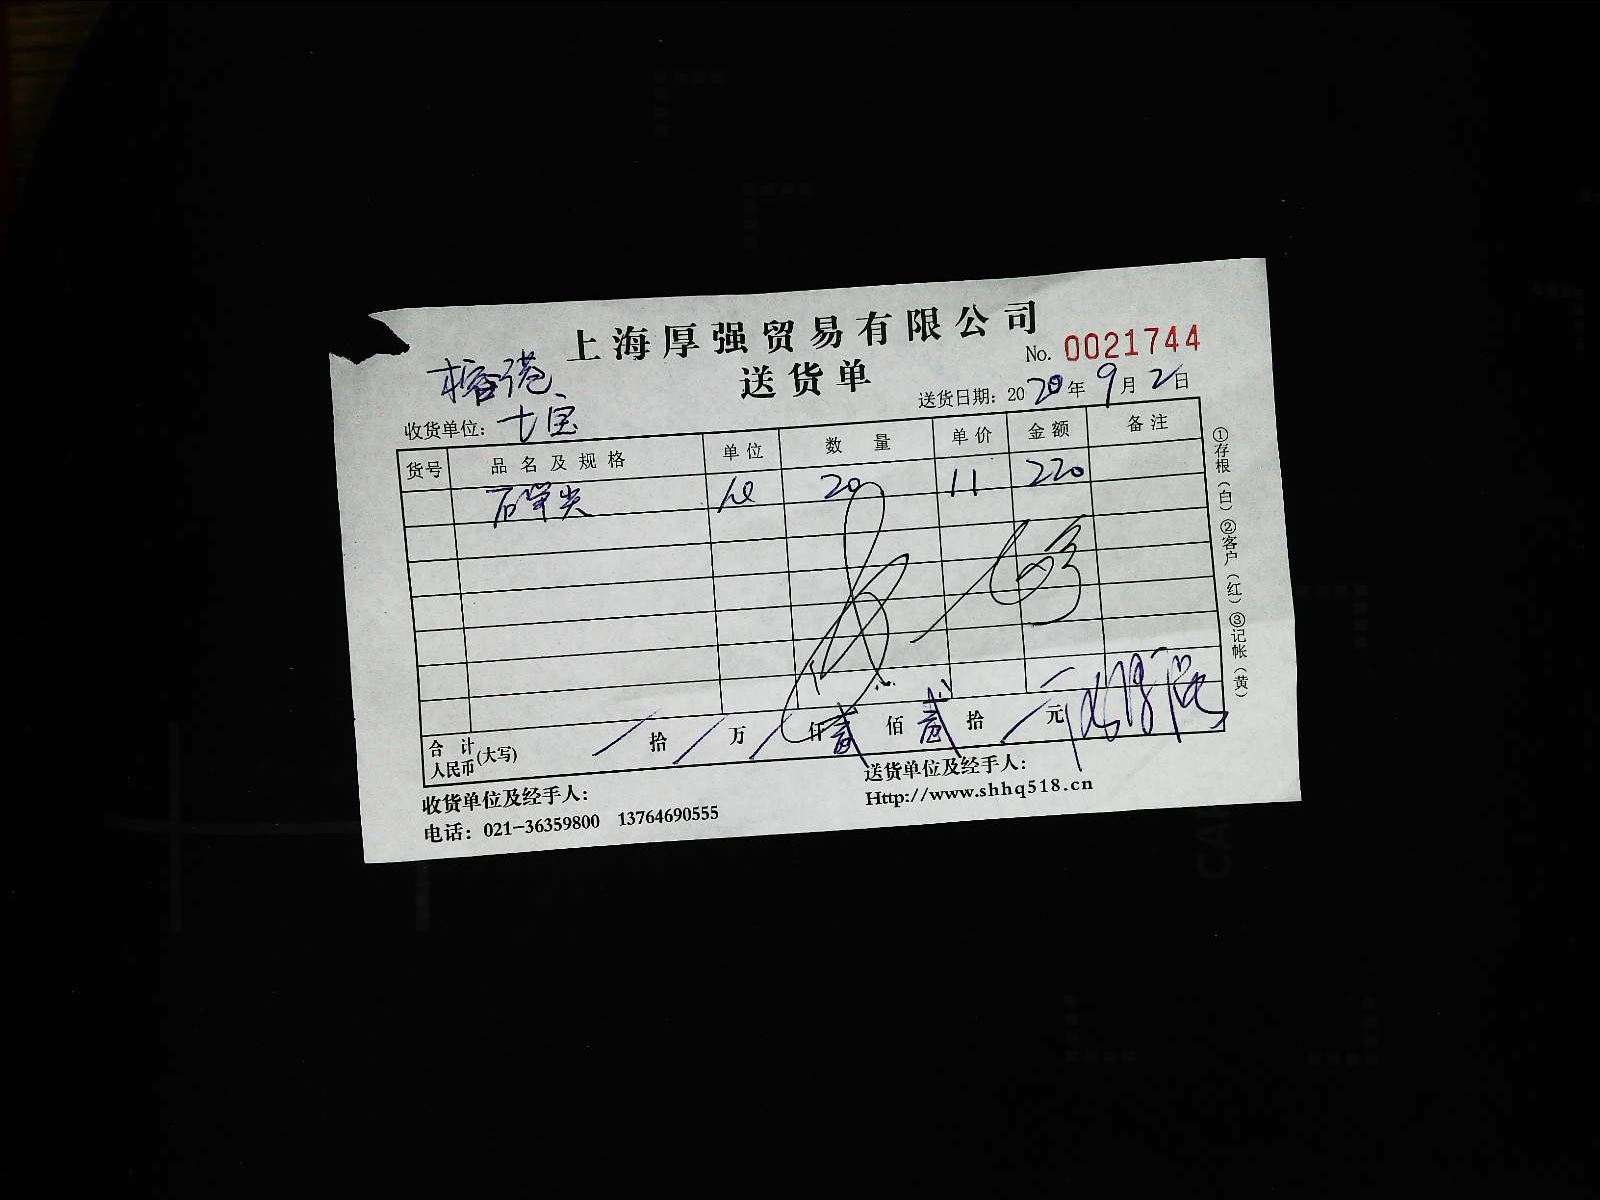 上海厚强贸易有限公司
No. 0021744
送货单
榕港
送货日期：2020年9月2日
收货单位：七宝
货号 品名及规格 单位 数量 单价 金额 备注
20 11 220
合计人民币(大写) 拾 万 仟 贰 佰 贰 拾 元
收货单位及经手人：
送货单位及经手人：
电话：021-36359800 13764690555
Http://www.shhq518.cn
①存根（白）②客户（红）③记帐（黄）